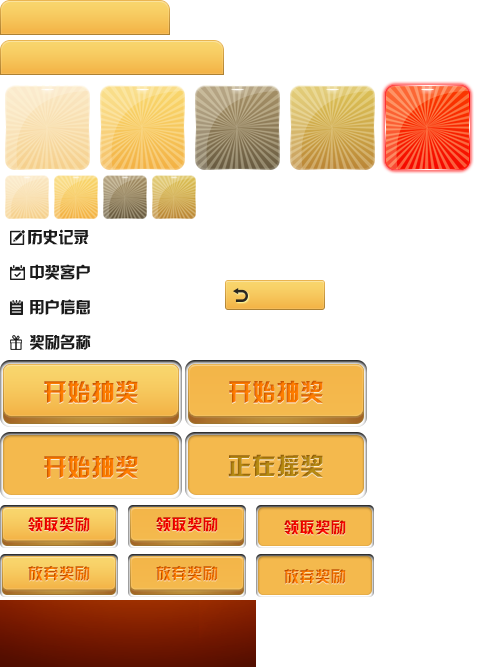 历史记录
中奖客户
用户信息
奖励名称
开始抽奖 开始抽奖
开始抽奖 正在摇奖
领取奖励 领取奖励 领取奖励
放弃奖励 放弃奖励 放弃奖励